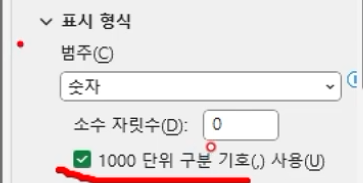 표시 형식
범주(C)
숫자
소수 자릿수(D): 0
1000 단위 구분 기호(,) 사용(U)